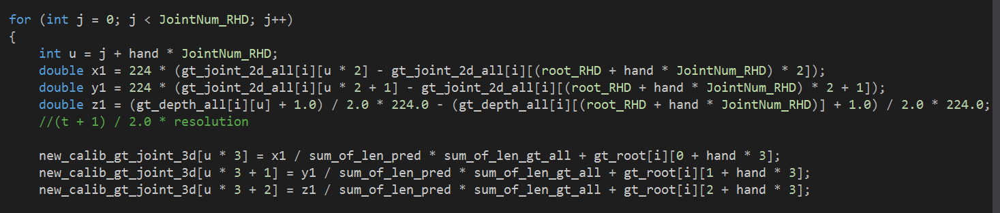 for (int j = 0; j < JointNum_RHD; j++)
{
    int u = j + hand * JointNum_RHD;
    double x1 = 224 * (gt_joint_2d_all[i][u * 2] - gt_joint_2d_all[i][(root_RHD + hand * JointNum_RHD) * 2]);
    double y1 = 224 * (gt_joint_2d_all[i][u * 2 + 1] - gt_joint_2d_all[i][(root_RHD + hand * JointNum_RHD) * 2 + 1]);
    double z1 = (gt_depth_all[i][u] + 1.0) / 2.0 * 224.0 - (gt_depth_all[i][(root_RHD + hand * JointNum_RHD)] + 1.0) / 2.0 * 224.0;
    //(t + 1) / 2.0 * resolution

    new_calib_gt_joint_3d[u * 3] = x1 / sum_of_len_pred * sum_of_len_gt_all + gt_root[i][0 + hand * 3];
    new_calib_gt_joint_3d[u * 3 + 1] = y1 / sum_of_len_pred * sum_of_len_gt_all + gt_root[i][1 + hand * 3];
    new_calib_gt_joint_3d[u * 3 + 2] = z1 / sum_of_len_pred * sum_of_len_gt_all + gt_root[i][2 + hand * 3];